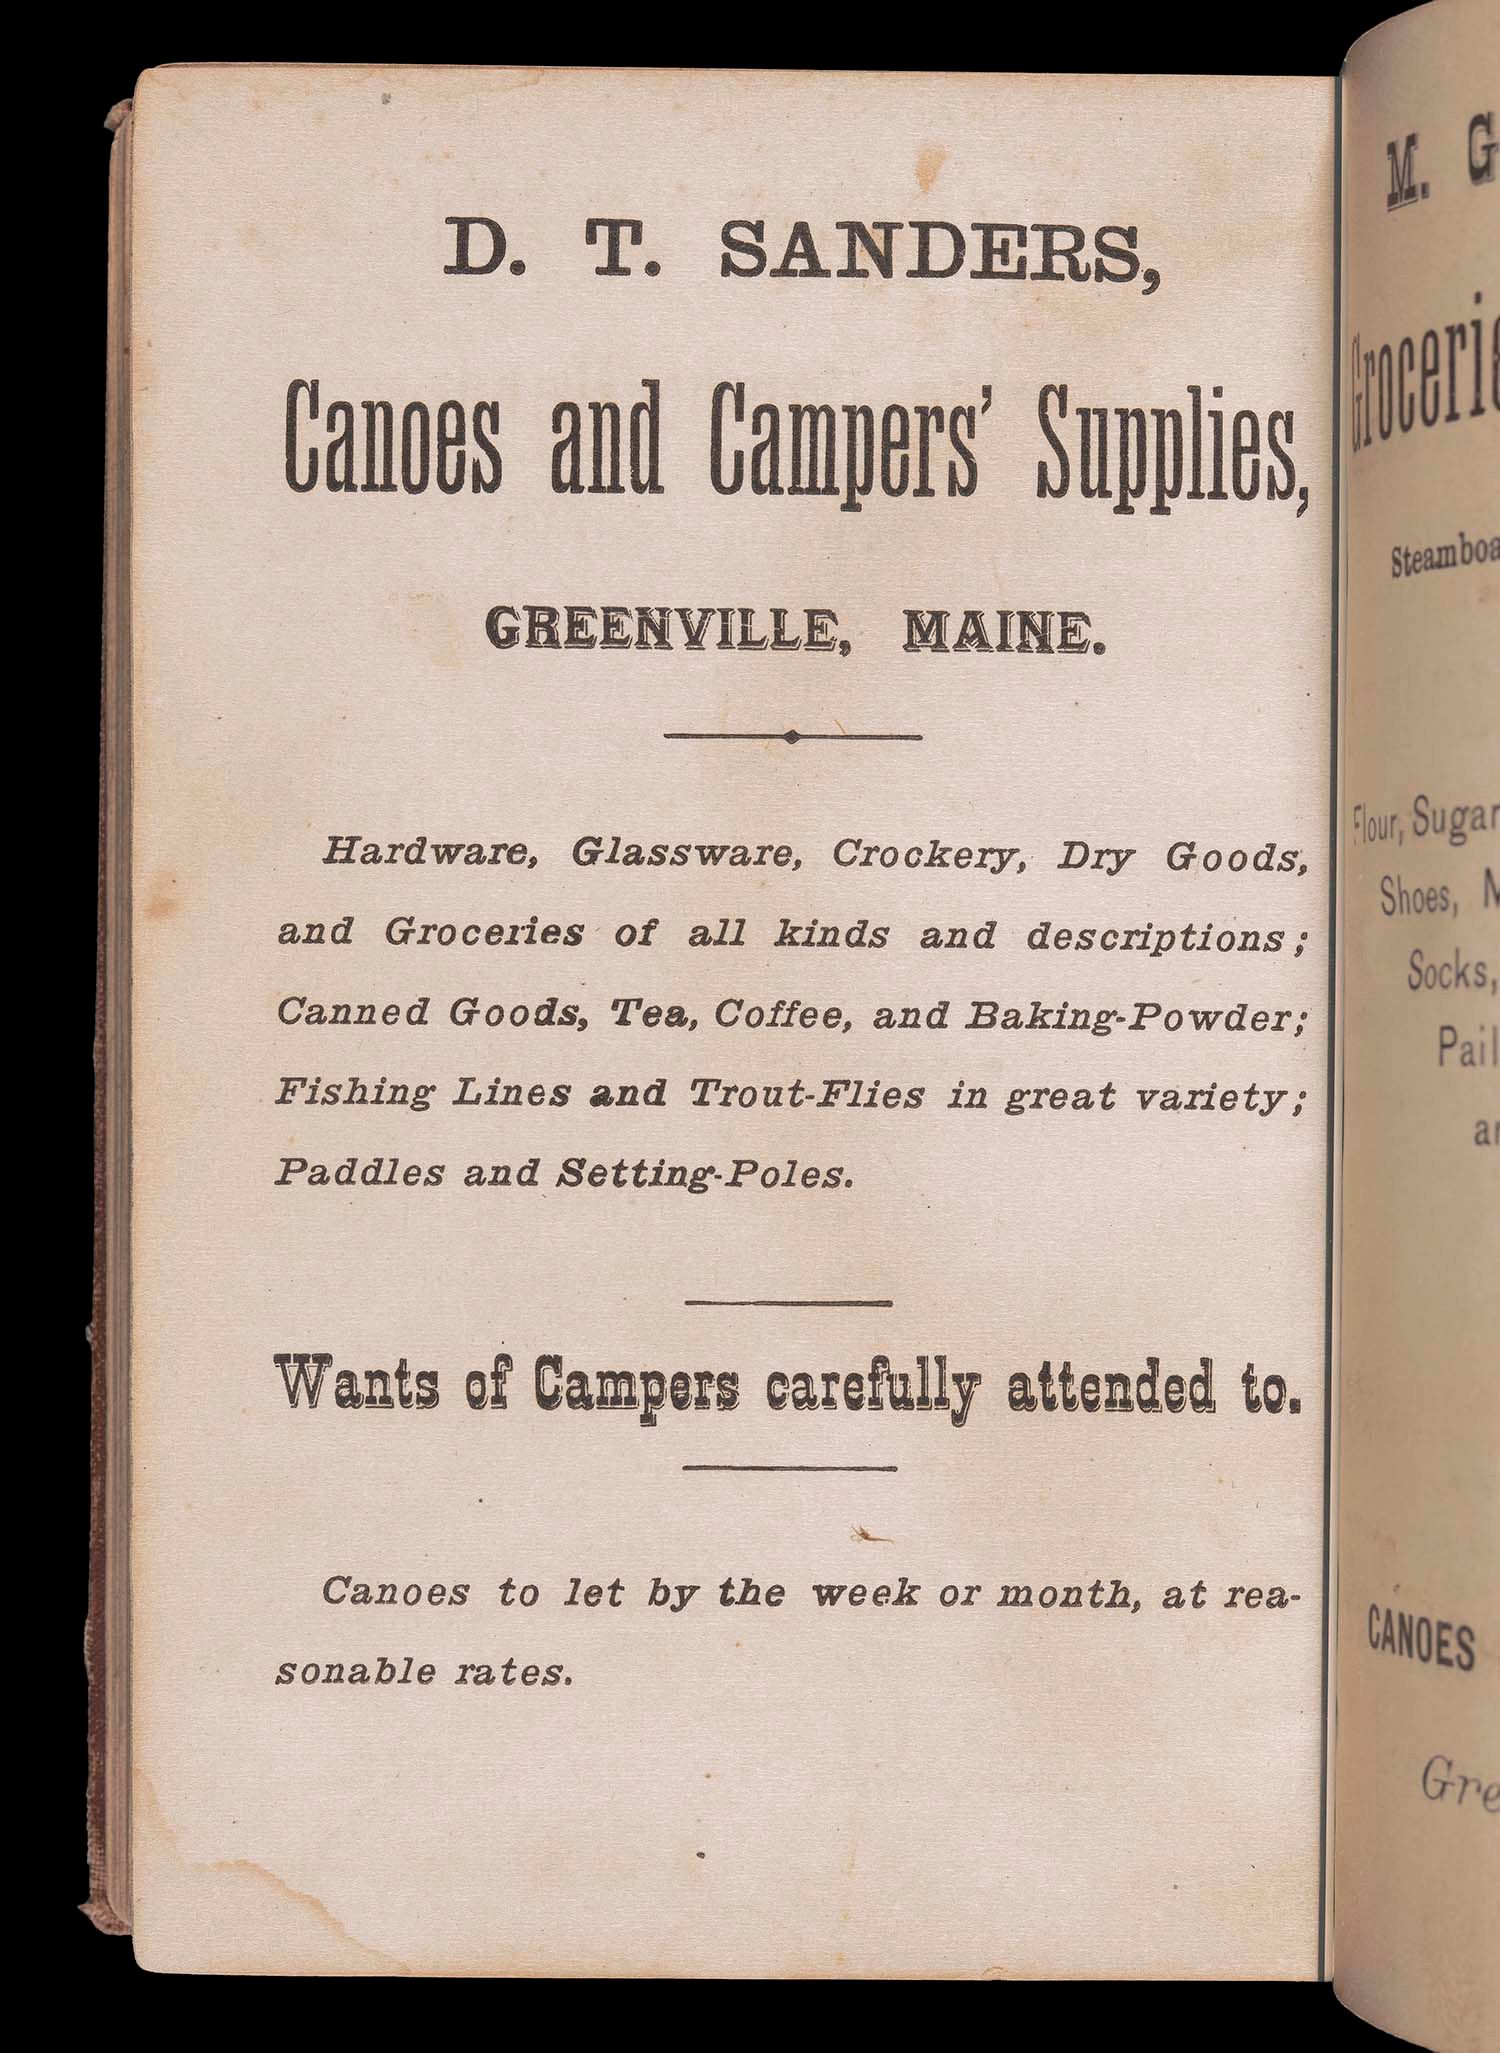 D. T. SANDERS,
Canoes and Campers' Supplies,
GREENVILLE, MAINE.
Hardware, Glassware, Crockery, Dry Goods,
and Groceries of all kinds and descriptions;
Canned Goods, Tea, Coffee, and Baking-Powder;
Fishing Lines and Trout-Flies in great variety;
Paddles and Setting-Poles.
Wants of Campers carefully attended to.
Canoes to let by the week or month, at rea-
sonable rates.
M. G
Flour, Sugar
Shoes,
Socks,
CANOES